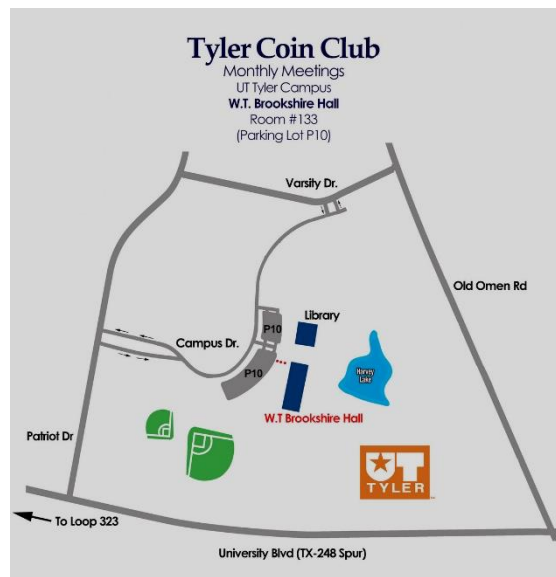 Tyler Coin Club
Monthly Meetings
UT Tyler Campus
W.T. Brookshire Hall
Room #133
(Parking Lot P10)
Varsity Dr.
Old Omen Rd
Library
P10
Campus Dr.
P10
Harvey
Lake
W.T Brookshire Hall
Patriot Dr
UT
TYLER
To Loop 323
University Blvd (TX-248 Spur)